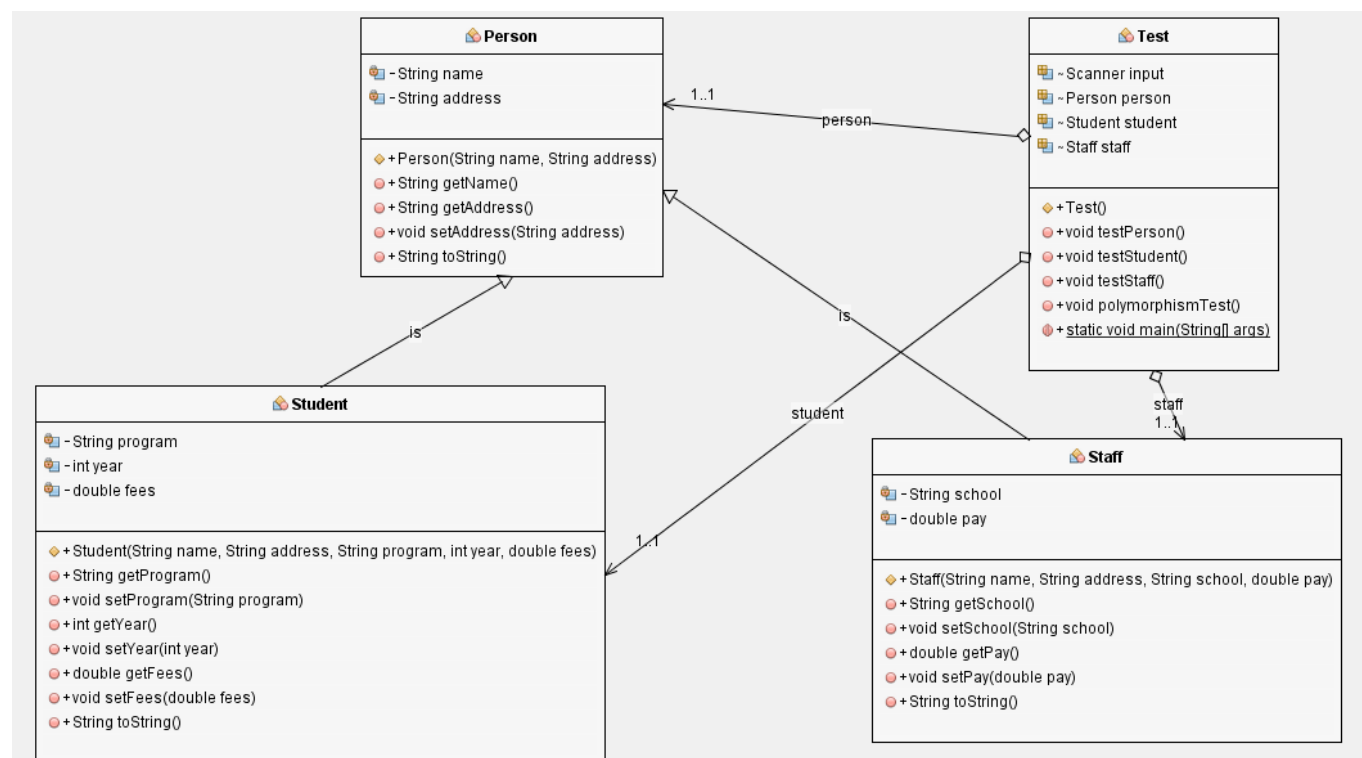 Person
- String name
- String address
+ Person(String name, String address)
+ String getName()
+ String getAddress()
+ void setAddress(String address)
+ String toString()
Test
~ Scanner input
~ Person person
~ Student student
~ Staff staff
+ Test()
+ void testPerson()
+ void testStudent()
+ void testStaff()
+ void polymorphismTest()
+ static void main(String[] args)
1..1
person
is
is
student
1..1
staff
1..1
Student
- String program
- int year
- double fees
+ Student(String name, String address, String program, int year, double fees)
+ String getProgram()
+ void setProgram(String program)
+ int getYear()
+ void setYear(int year)
+ double getFees()
+ void setFees(double fees)
+ String toString()
Staff
- String school
- double pay
+ Staff(String name, String address, String school, double pay)
+ String getSchool()
+ void setSchool(String school)
+ double getPay()
+ void setPay(double pay)
+ String toString()